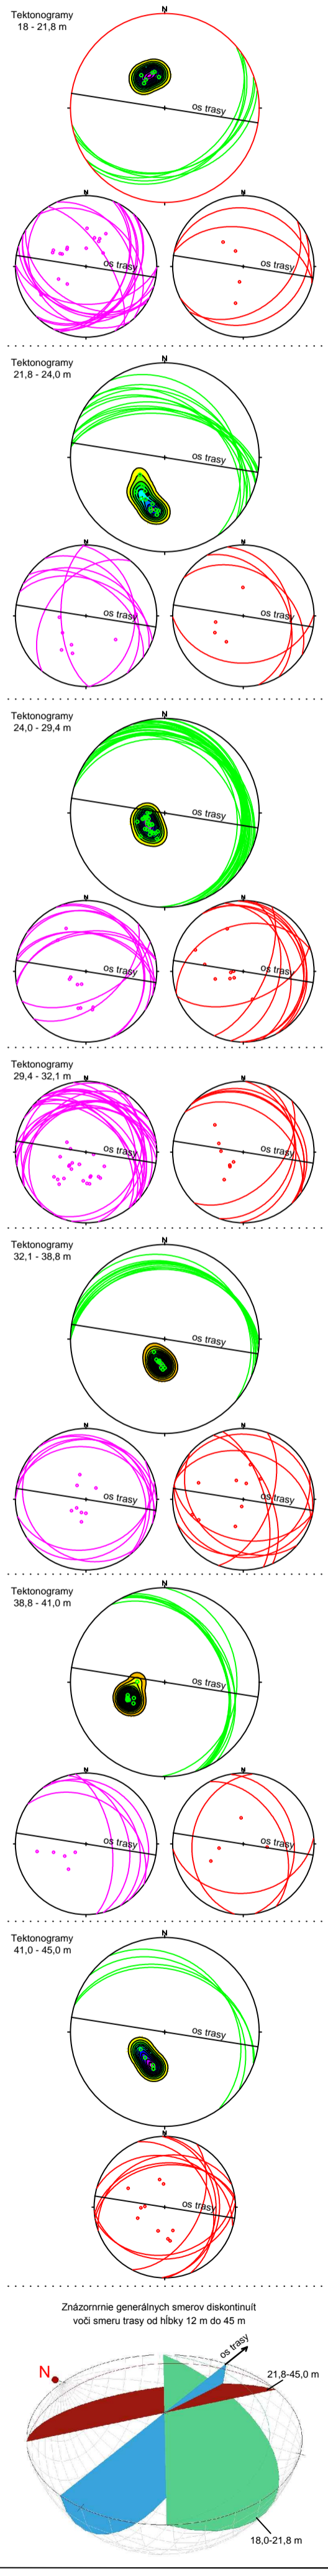 Tektonogramy
18 - 21,8 m
N
os trasy
N
N
os trasy
os trasy
Tektonogramy
21,8 - 24,0 m
N
os trasy
N
N
os trasy
os trasy
Tektonogramy
24,0 - 29,4 m
N
os trasy
N
N
os trasy
os trasy
Tektonogramy
29,4 - 32,1 m
N
N
os trasy
os trasy
Tektonogramy
32,1 - 38,8 m
N
os trasy
N
N
os trasy
os trasy
Tektonogramy
38,8 - 41,0 m
N
os trasy
N
N
os trasy
os trasy
Tektonogramy
41,0 - 45,0 m
N
os trasy
N
os trasy
Znázornrnie generálnych smerov diskontinuít
voči smeru trasy od hĺbky 12 m do 45 m
os trasy
N
21,8-45,0 m
18,0-21,8 m